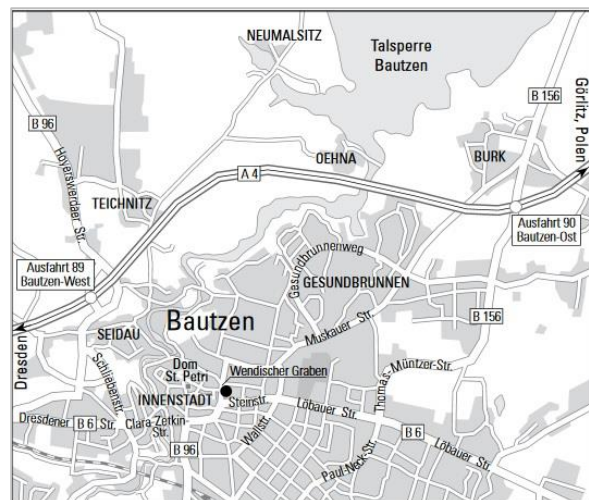 NEUMALSITZ
Talsperre
Bautzen
B 96
B 156
Görlitz, Polen
Hoyerswerdaer Str.
OEHNA
BURK
A 4
TEICHNITZ
Ausfahrt 90
Bautzen-Ost
Ausfahrt 89
Bautzen-West
Gesundbrunnenweg
GESUNDBRUNNEN
Dresden
SEIDAU
Bautzen
Muskauer Str.
B 156
Schliebenstr.
Dom
St. Petri
Wendischer Graben
Thomas-Müntzer-Str.
INNENSTADT
Steinstr.
Löbauer Str.
Dresdener
B 6
Str.
Clara-Zetkin-
Str.
Wallstr.
B 6
Löbauer Str.
B 96
Paul-Neck-Str.